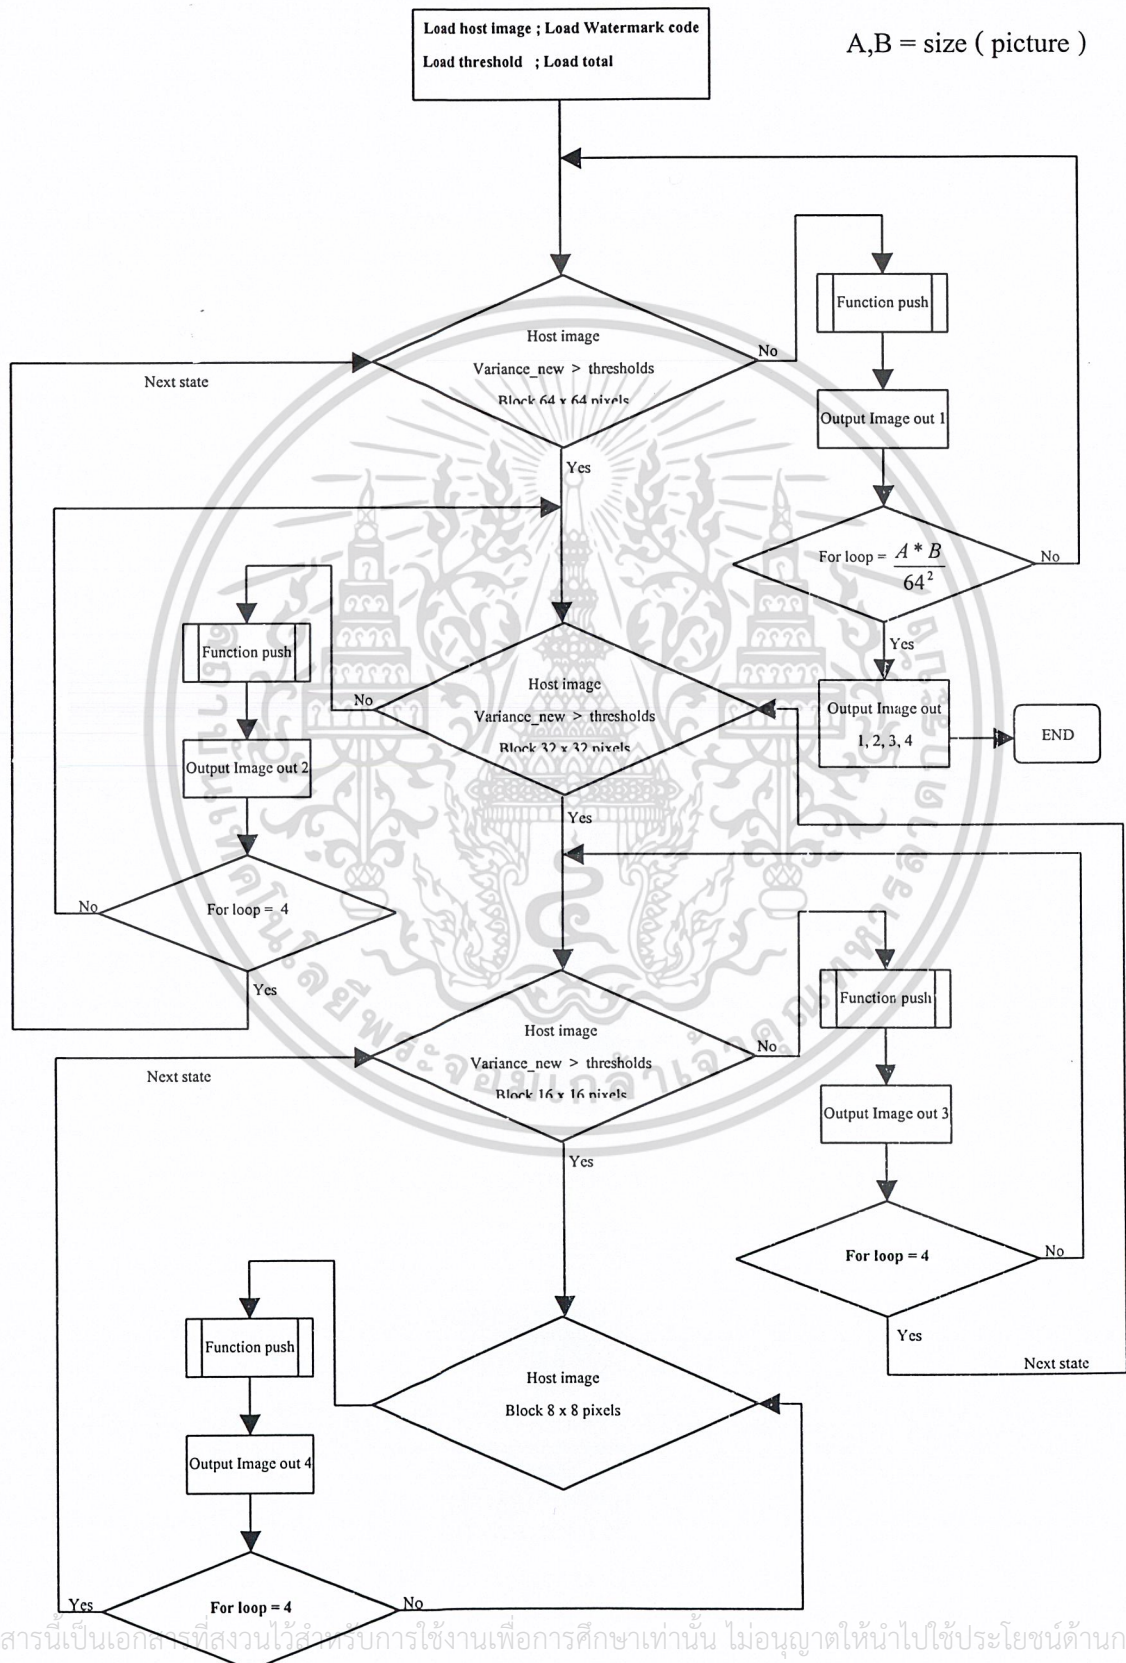 Load host image ; Load Watermark code
Load threshold ; Load total
A,B = size ( picture )
Host image
Variance_new > thresholds
Block 64 x 64 pixels
No
Yes
Next state
Function push
Output Image out 1
For loop = A * B
64²
No
Yes
Output Image out
1, 2, 3, 4
END
Host image
Variance_new > thresholds
Block 32 x 32 pixels
No
Yes
Function push
Output Image out 2
For loop = 4
No
Yes
Host image
Variance_new > thresholds
Block 16 x 16 pixels
No
Yes
Next state
Function push
Output Image out 3
For loop = 4
No
Yes
Next state
Host image
Block 8 x 8 pixels
Function push
Output Image out 4
For loop = 4
Yes
No
สารนี้เป็นเอกสารที่สงวนไว้สำหรับการใช้งานเพื่อการศึกษาเท่านั้น ไม่อนุญาตให้นำไปใช้ประโยชน์ด้านก